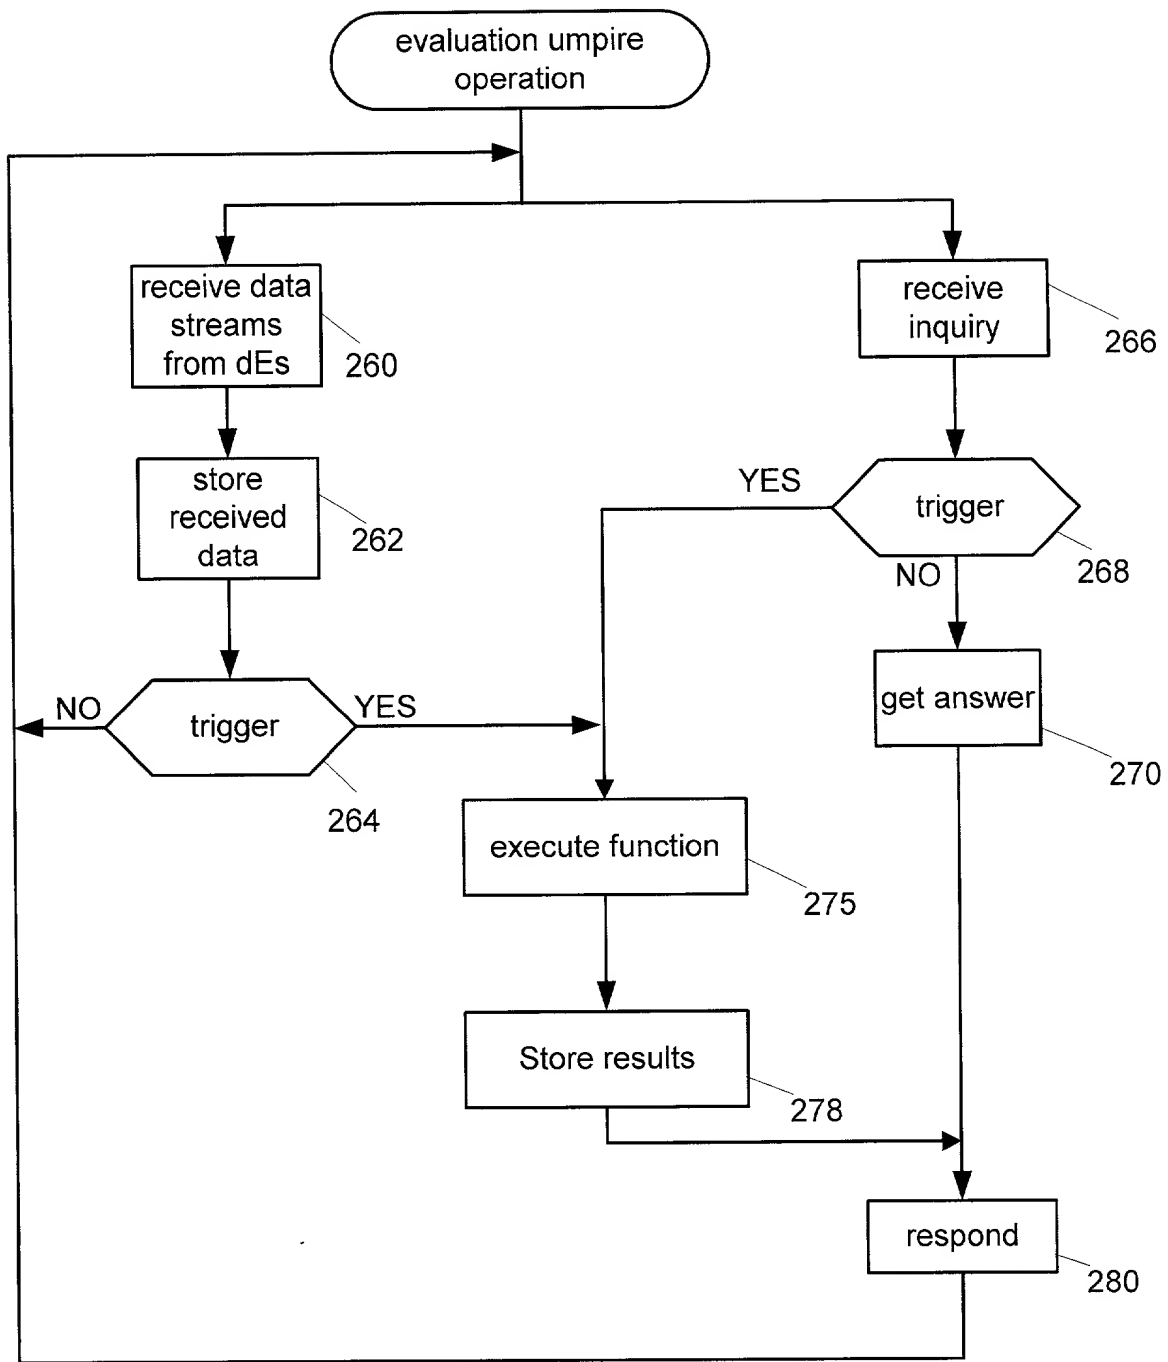 evaluation umpire
operation
receive data
streams
from dEs
260
receive
inquiry
266
store
received
data
262
YES
trigger
268
NO
NO
trigger
YES
264
get answer
270
execute function
275
Store results
278
respond
280